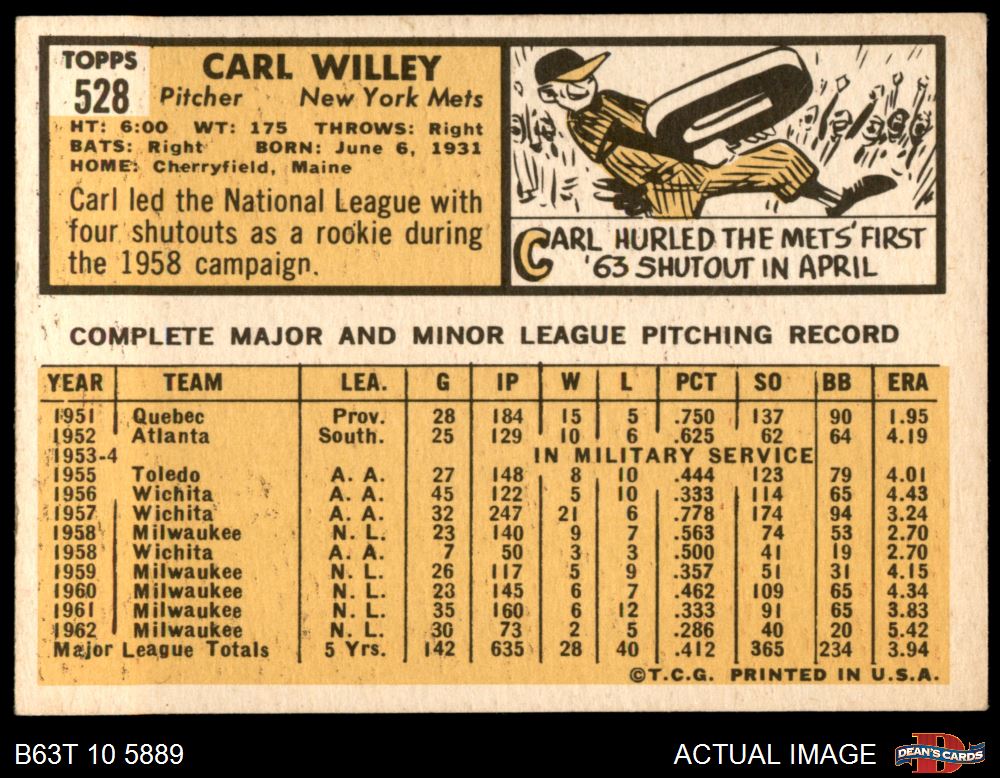 TOPPS
528
CARL WILLEY
Pitcher New York Mets
HT: 6:00 WT: 175 THROWS: Right
BATS: Right BORN: June 6, 1931
HOME: Cherryfield, Maine
Carl led the National League with
four shutouts as a rookie during
the 1958 campaign.
CARL HURLED THE METS' FIRST
'63 SHUTOUT IN APRIL
COMPLETE MAJOR AND MINOR LEAGUE PITCHING RECORD
YEAR TEAM LEA. G IP W L PCT SO BB ERA
1951 Quebec Prov. 28 184 15 5 .750 137 90 1.95
1952 Atlanta South. 25 129 10 6 .625 62 64 4.19
1953-4 IN MILITARY SERVICE
1955 Toledo A. A. 27 148 8 10 .444 123 79 4.01
1956 Wichita A. A. 45 122 5 10 .333 114 65 4.43
1957 Wichita A. A. 32 247 21 6 .778 174 94 3.24
1958 Milwaukee N. L. 23 140 9 7 .563 74 53 2.70
1958 Wichita A. A. 7 50 3 3 .500 41 19 2.70
1959 Milwaukee N. L. 26 117 5 9 .357 51 31 4.15
1960 Milwaukee N. L. 23 145 6 7 .462 109 65 4.34
1961 Milwaukee N. L. 35 160 6 12 .333 91 65 3.83
1962 Milwaukee N. L. 30 73 2 5 .286 40 20 5.42
Major League Totals 5 Yrs. 142 635 28 40 .412 365 234 3.94
©T.C.G. PRINTED IN U.S.A.
B63T 10 5889 ACTUAL IMAGE
DEAN'S CARDS